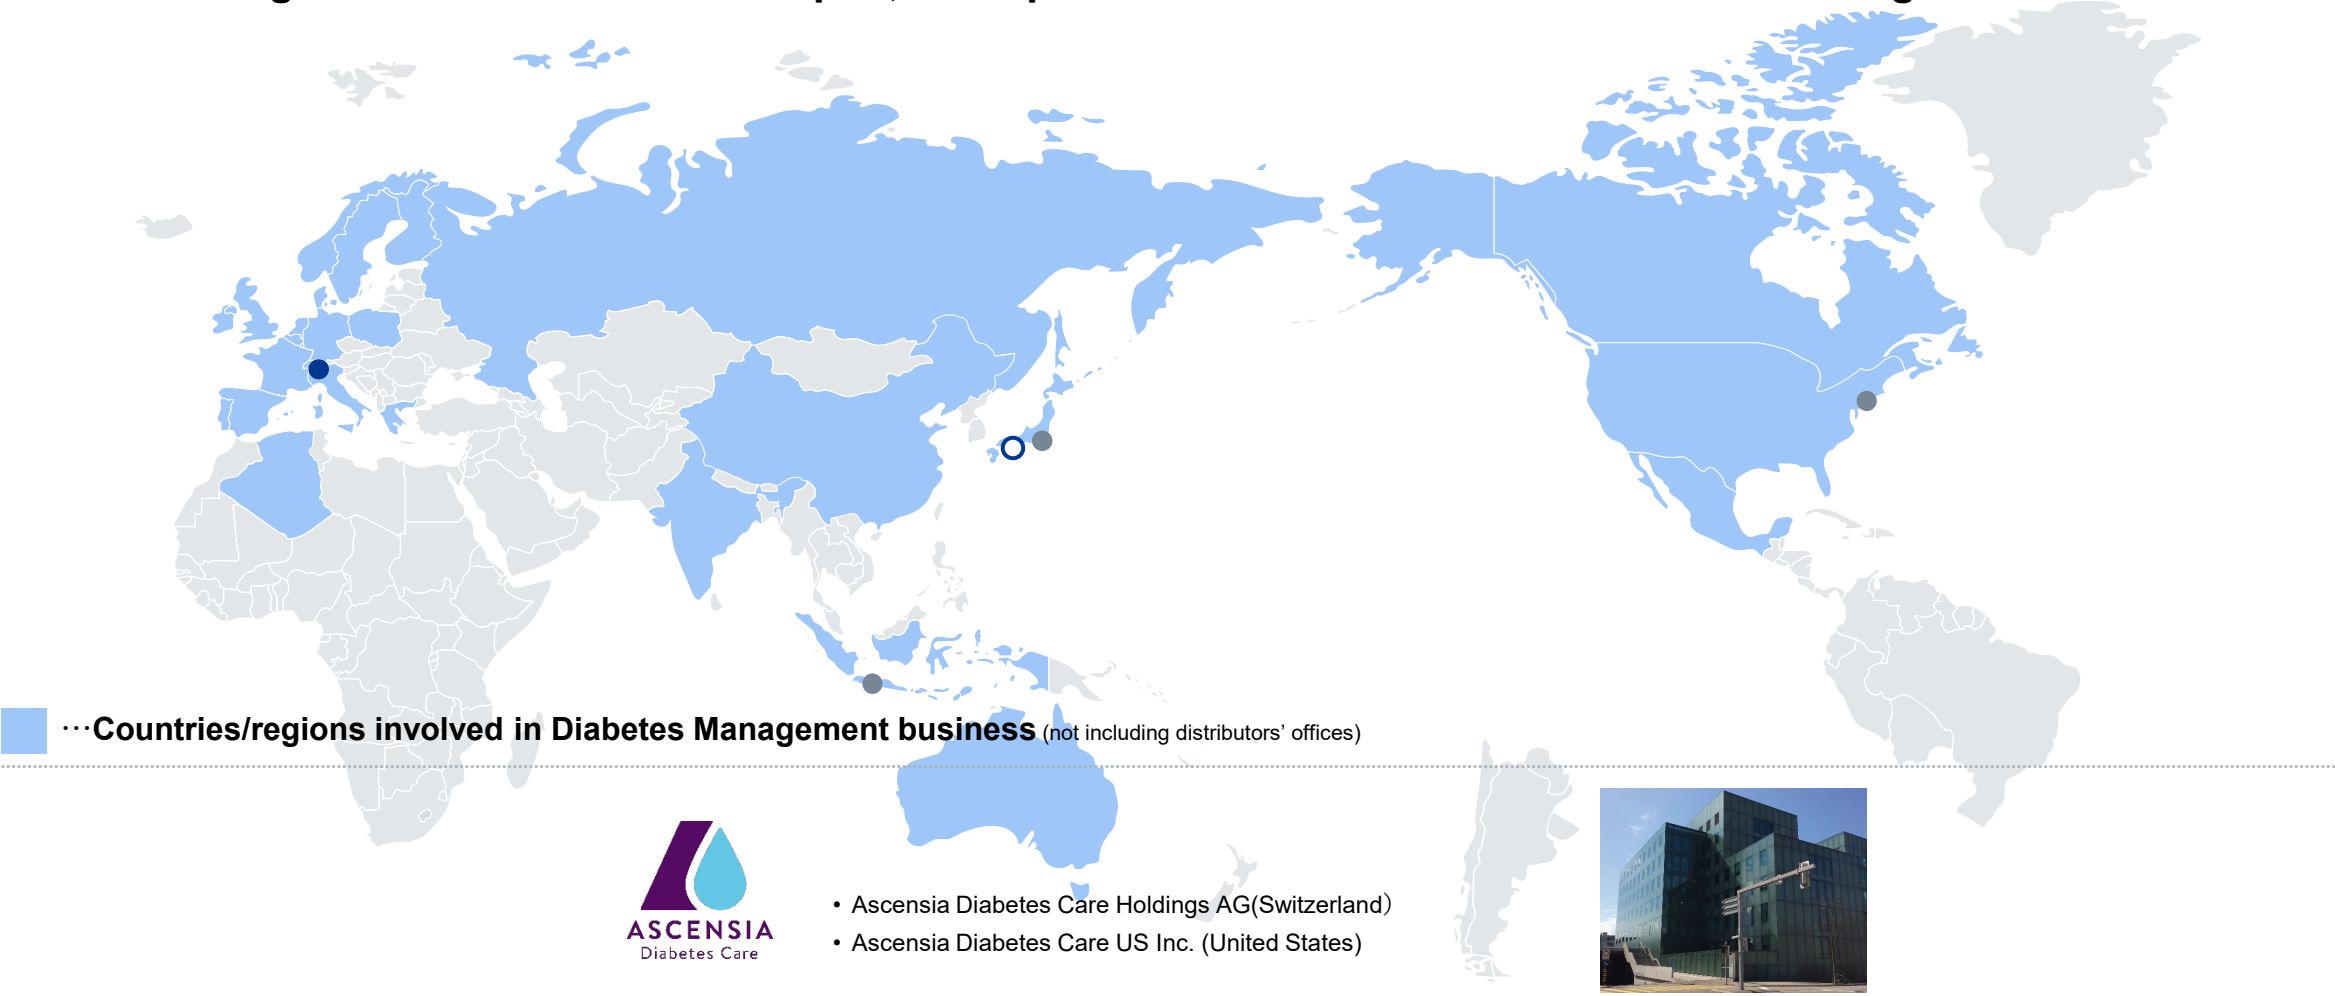 …Countries/regions involved in Diabetes Management business (not including distributors’ offices)
ASCENSIA
Diabetes Care
• Ascensia Diabetes Care Holdings AG(Switzerland）
• Ascensia Diabetes Care US Inc. (United States)